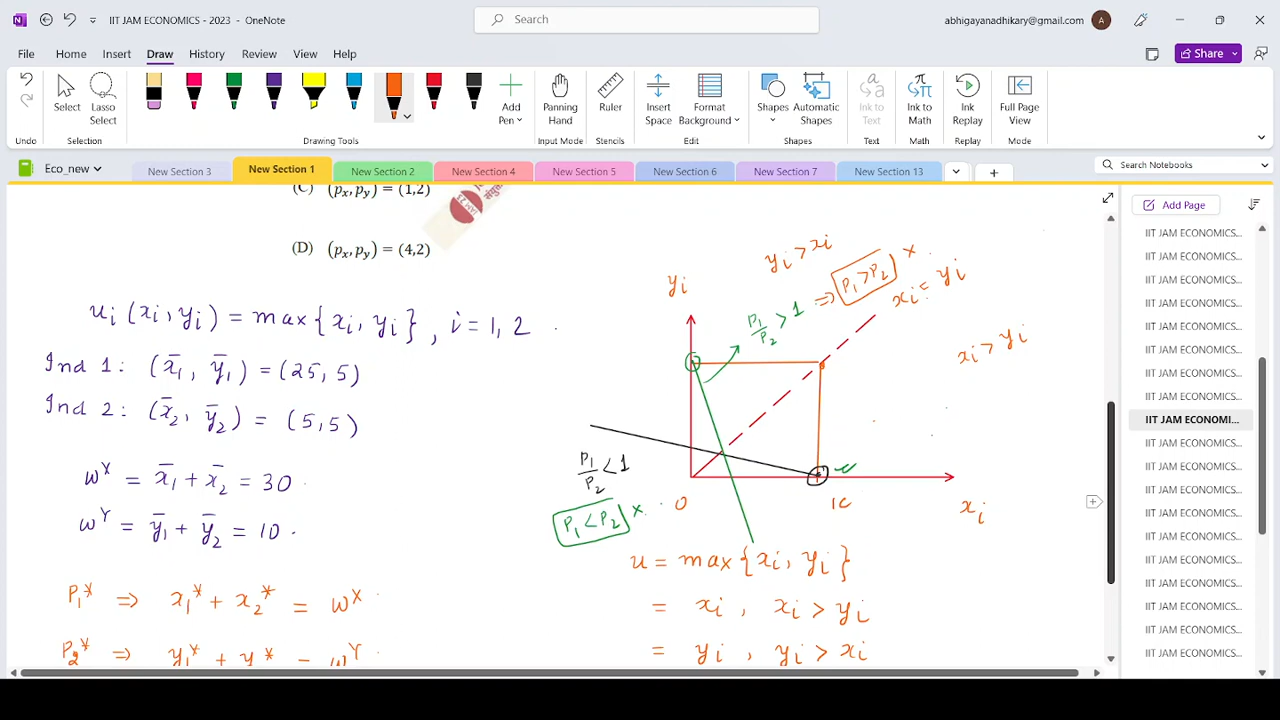 IIT JAM ECONOMICS - 2023 - OneNote
Search
abhigayanadhikary@gmail.com
A
File Home Insert Draw History Review View Help
Share
Undo
Select
Lasso Select
Add Pen
Panning Hand
Ruler
Insert Space
Format Background
Shapes
Automatic Shapes
Ink to Text
Ink to Math
Ink Replay
Full Page View
Undo
Selection
Drawing Tools
Input Mode
Stencils
Edit
Shapes
Text
Math
Replay
Mode
Eco_new
New Section 3
New Section 1
New Section 2
New Section 4
New Section 5
New Section 6
New Section 7
New Section 13
Search Notebooks
Add Page
(C) (pₓ, p_y) = (1,2)
(D) (pₓ, p_y) = (4,2)
uᵢ (xᵢ, yᵢ) = max{xᵢ, yᵢ}, i = 1, 2
Ind 1: (x̄₁, ȳ₁) = (25, 5)
Ind 2: (x̄₂, ȳ₂) = (5,5)
wˣ = x̄₁ + x̄₂ = 30
wʸ = ȳ₁ + ȳ₂ = 10
P₁* ⇒ x₁* + x₂* = wˣ
P₂* ⇒ y₁* + y* = wʸ
yᵢ > xᵢ
yᵢ
P₁/P₂ > 1 ⇒ P₁ > P₂ ×
xᵢ = yᵢ
xᵢ > yᵢ
P₁/P₂ < 1
P₁ < P₂ ×
0
xᵢ
u = max{xᵢ, yᵢ}
= xᵢ, xᵢ > yᵢ
= yᵢ, yᵢ > xᵢ
IIT JAM ECONOMICS...
IIT JAM ECONOMICS...
IIT JAM ECONOMICS...
IIT JAM ECONOMICS...
IIT JAM ECONOMICS...
IIT JAM ECONOMICS...
IIT JAM ECONOMICS...
IIT JAM ECONOMICS...
IIT JAM ECONOMI...
IIT JAM ECONOMICS...
IIT JAM ECONOMICS...
IIT JAM ECONOMICS...
IIT JAM ECONOMICS...
IIT JAM ECONOMICS...
IIT JAM ECONOMICS...
IIT JAM ECONOMICS...
IIT JAM ECONOMICS...
IIT JAM ECONOMICS...
IIT JAM ECONOMICS...